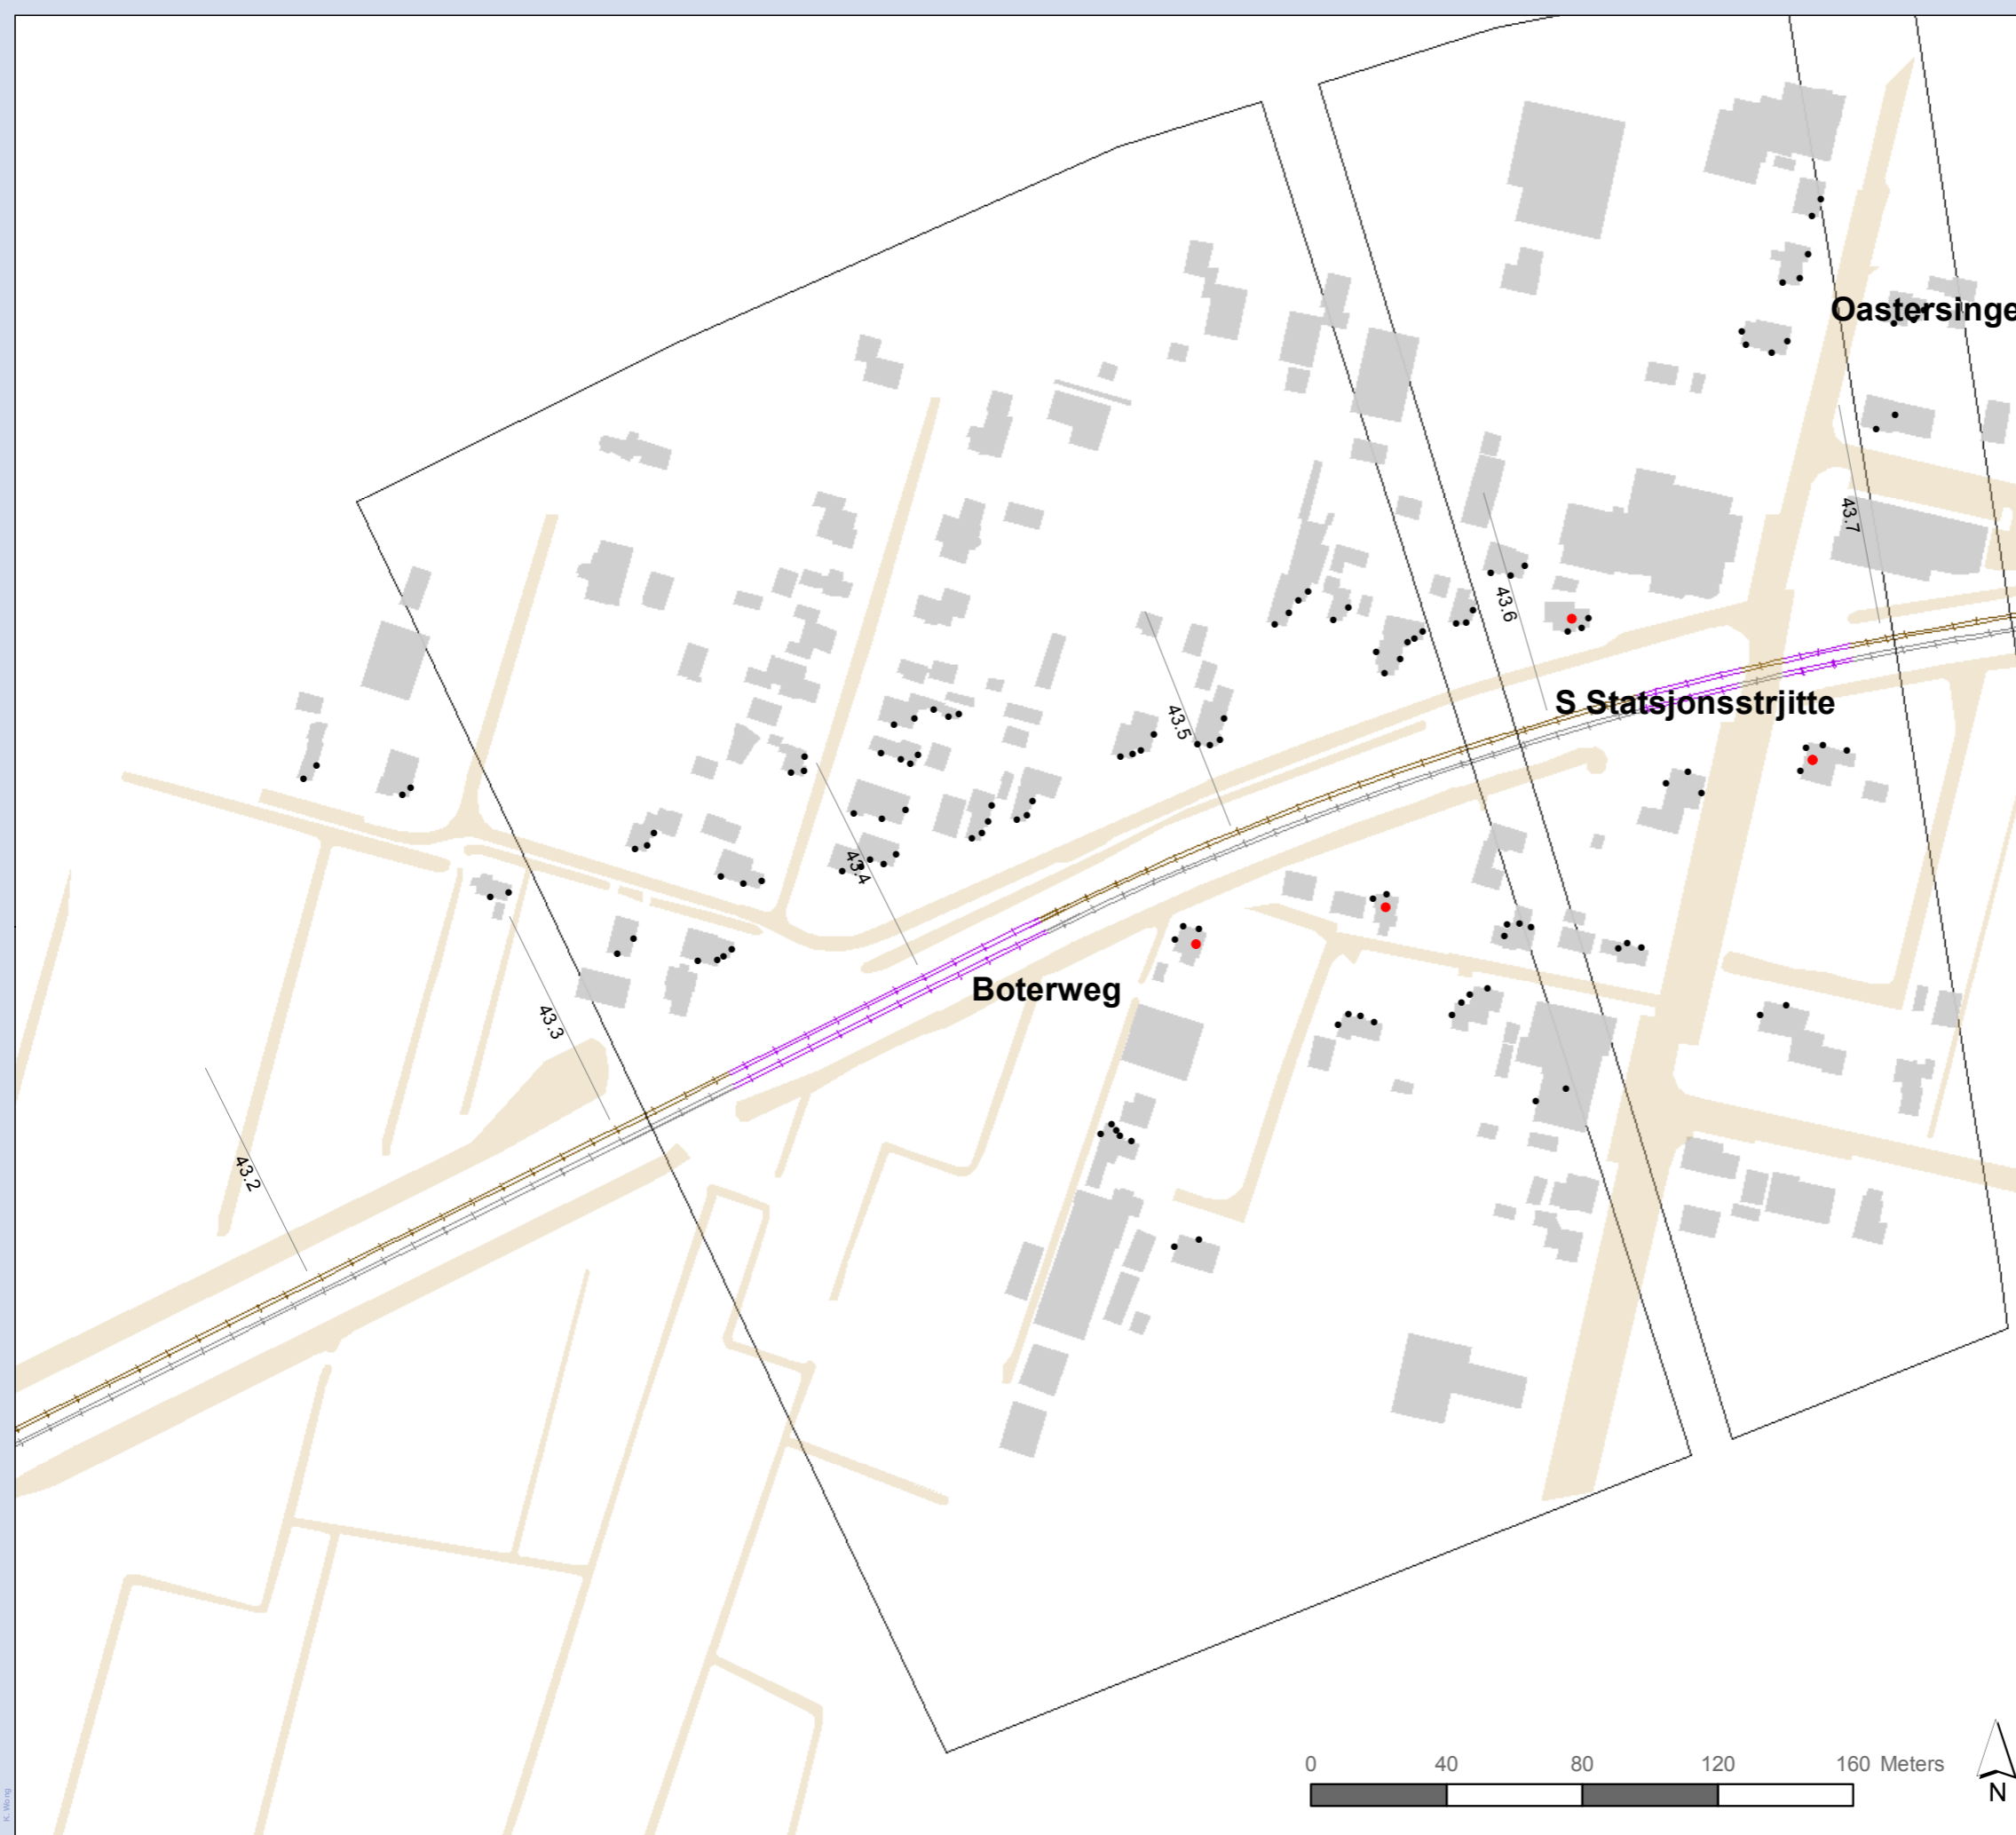 Oastersinge
43.7
43.6
S Statsjonsstrjitte
43.5
43.4
Boterweg
43.3
43.2
0 40 80 120 160 Meters
N
K. Wong